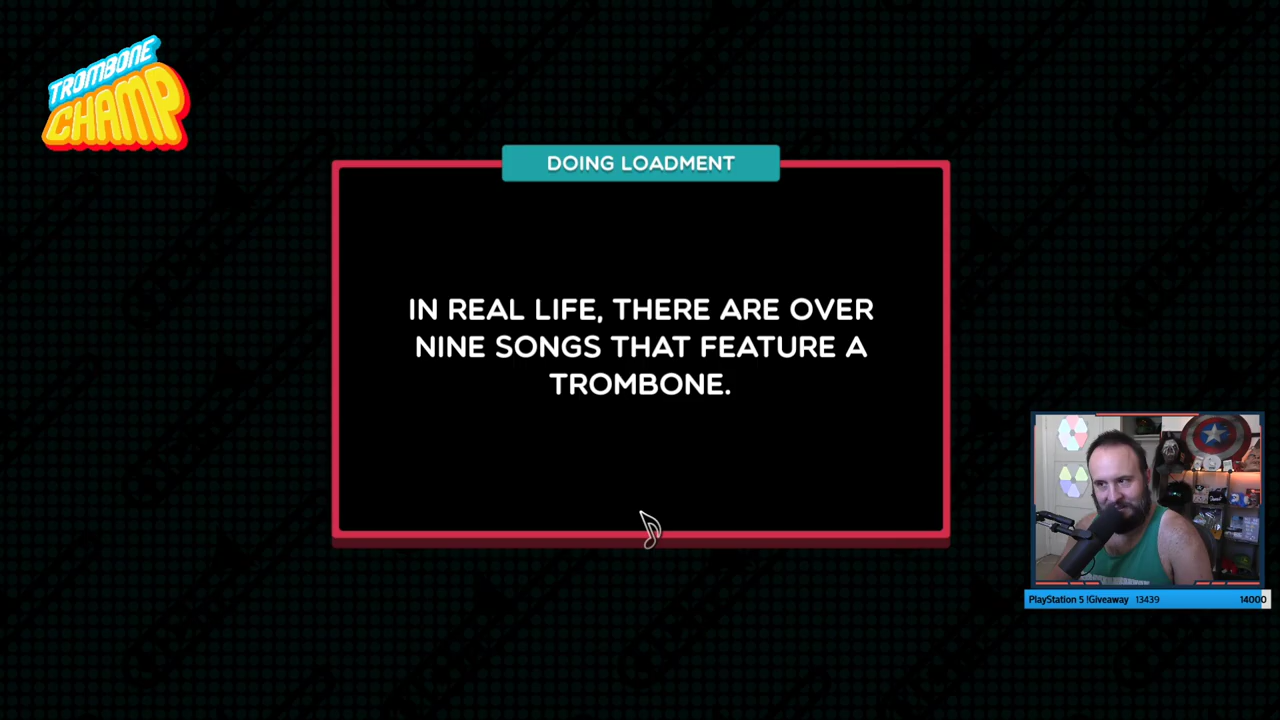 TROMBONE
CHAMP
DOING LOADMENT
IN REAL LIFE, THERE ARE OVER
NINE SONGS THAT FEATURE A
TROMBONE.
PlayStation 5 !Giveaway 13439 14000